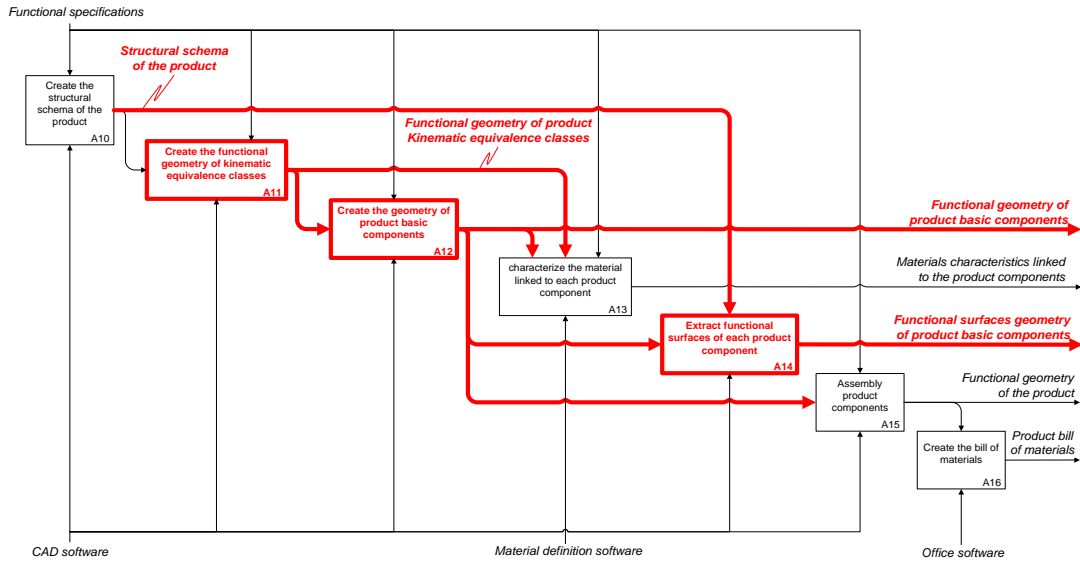 Functional specifications
Structural schema
of the product
Create the
structural
schema of the
product
A10
Functional geometry of product
Kinematic equivalence classes
Create the functional
geometry of kinematic
equivalence classes
A11
Create the geometry of
product basic
components
A12
Functional geometry of
product basic components
characterize the material
linked to each product
component
A13
Materials characteristics linked
to the product components
Extract functional
surfaces of each product
component
A14
Functional surfaces geometry
of product basic components
Assembly
product
components
A15
Functional geometry
of the product
Create the bill of
materials
A16
Product bill
of materials
CAD software
Material definition software
Office software